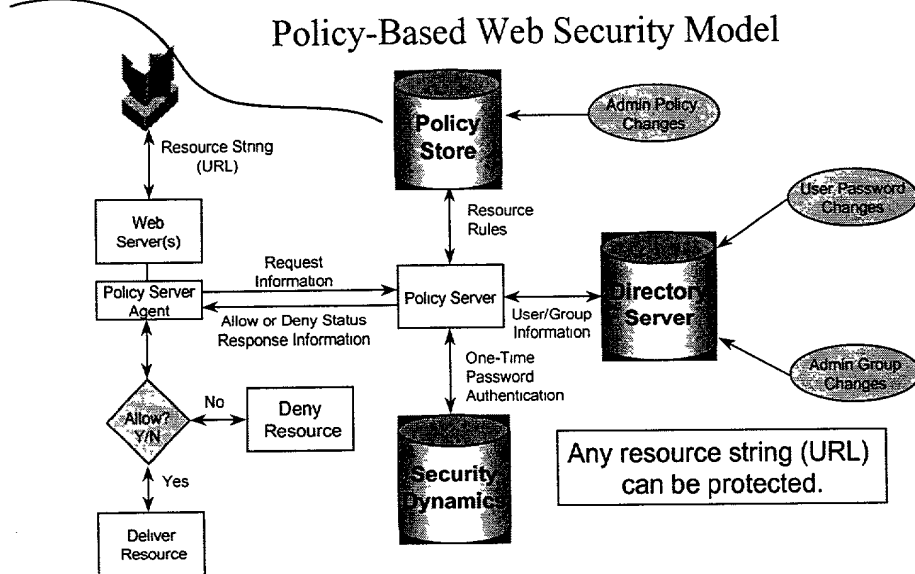 Policy-Based Web Security Model
Policy
Store
Admin Policy
Changes
Resource String
(URL)
User Password
Changes
Web
Server(s)
Resource
Rules
Request
Information
Policy Server
Agent
Policy Server
Directory
Server
Allow or Deny Status
Response Information
User/Group
Information
One-Time
Password
Authentication
Admin Group
Changes
Allow?
Y/N
No
Deny
Resource
Yes
Security
Dynamics
Any resource string (URL)
can be protected.
Deliver
Resource